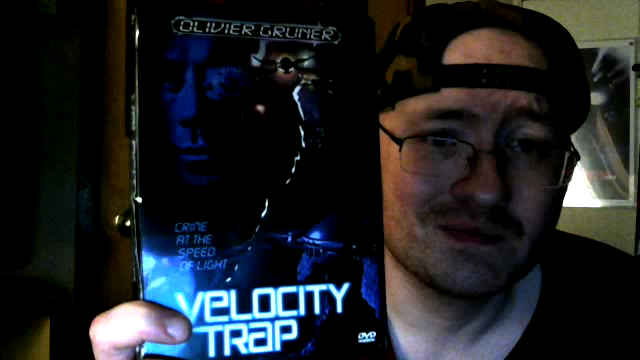 OLIVIER GRUNER
CRIME
AT THE
SPEED
OF LIGHT
VELOCITY
TRAP
DVD